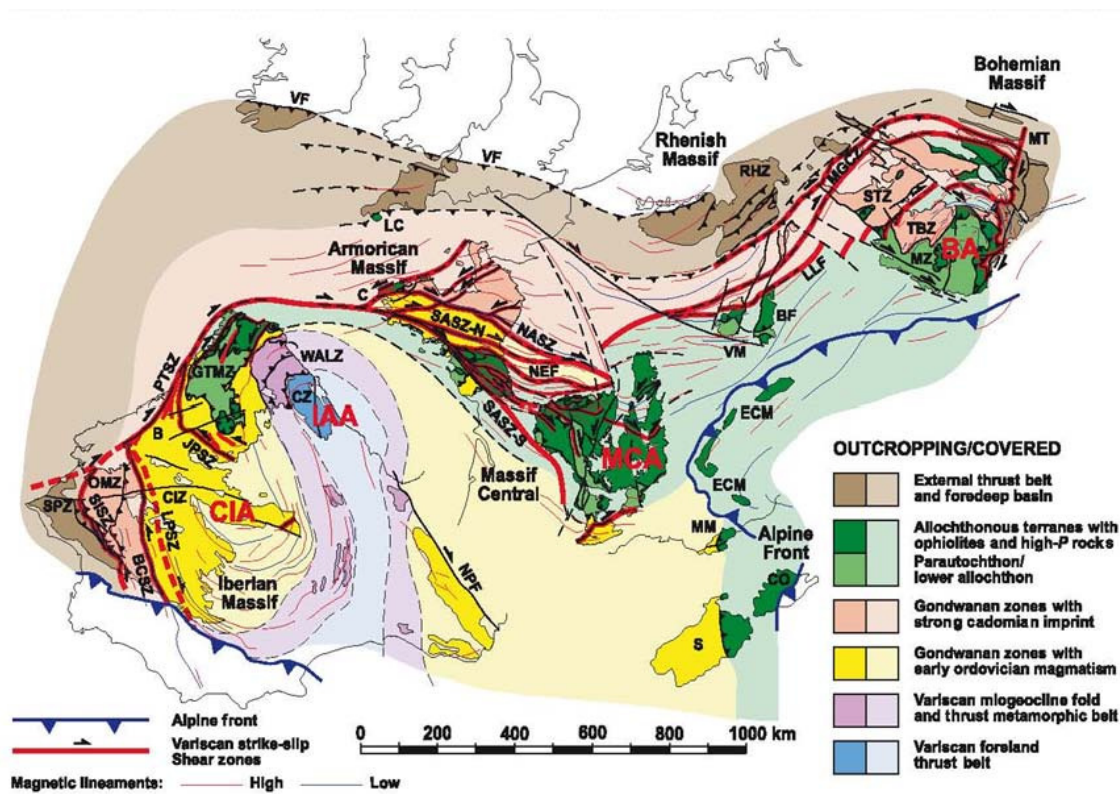 Bohemian
Massif
VF
VF
Rhenish
Massif
RHZ
MGCZ
MT
STZ
TBZ
BA
MZ
LC
Armorican
Massif
C
LLF
SASZ-N
NASZ
BF
VM
NEF
PTSZ
GTMZ
WALZ
CZ
IAA
SASZ-S
ECM
B
JPSZ
MCA
Massif
Central
ECM
OMZ
SPZ
SISZ
CIZ
LPSZ
CIA
BCSZ
Iberian
Massif
NPF
MM
Alpine
Front
CO
S
OUTCROPPING/COVERED
External thrust belt
and foredeep basin
Allochthonous terranes with
ophiolites and high-P rocks
Parautochthon/
lower allochthon
Gondwanan zones with
strong cadomian imprint
Gondwanan zones with
early ordovician magmatism
Variscan miogeocline fold
and thrust metamorphic belt
Variscan foreland
thrust belt
Alpine front
Variscan strike-slip
Shear zones
Magnetic lineaments: High Low
0 200 400 600 800 1000 km